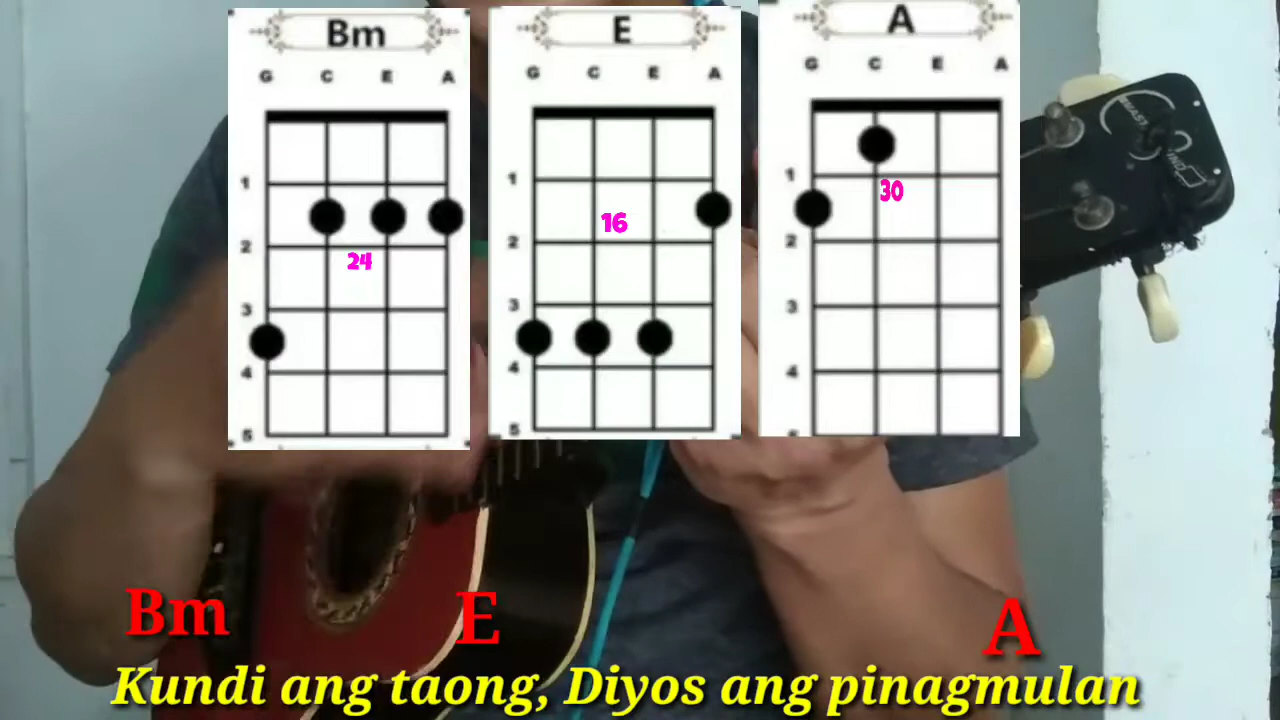 Bm E A
G C E A G C E A G C E A
1 1 1
2 2 2
3 3 3
4 4 4
5 5
24 16 30
Bm E A
Kundi ang taong, Diyos ang pinagmulan